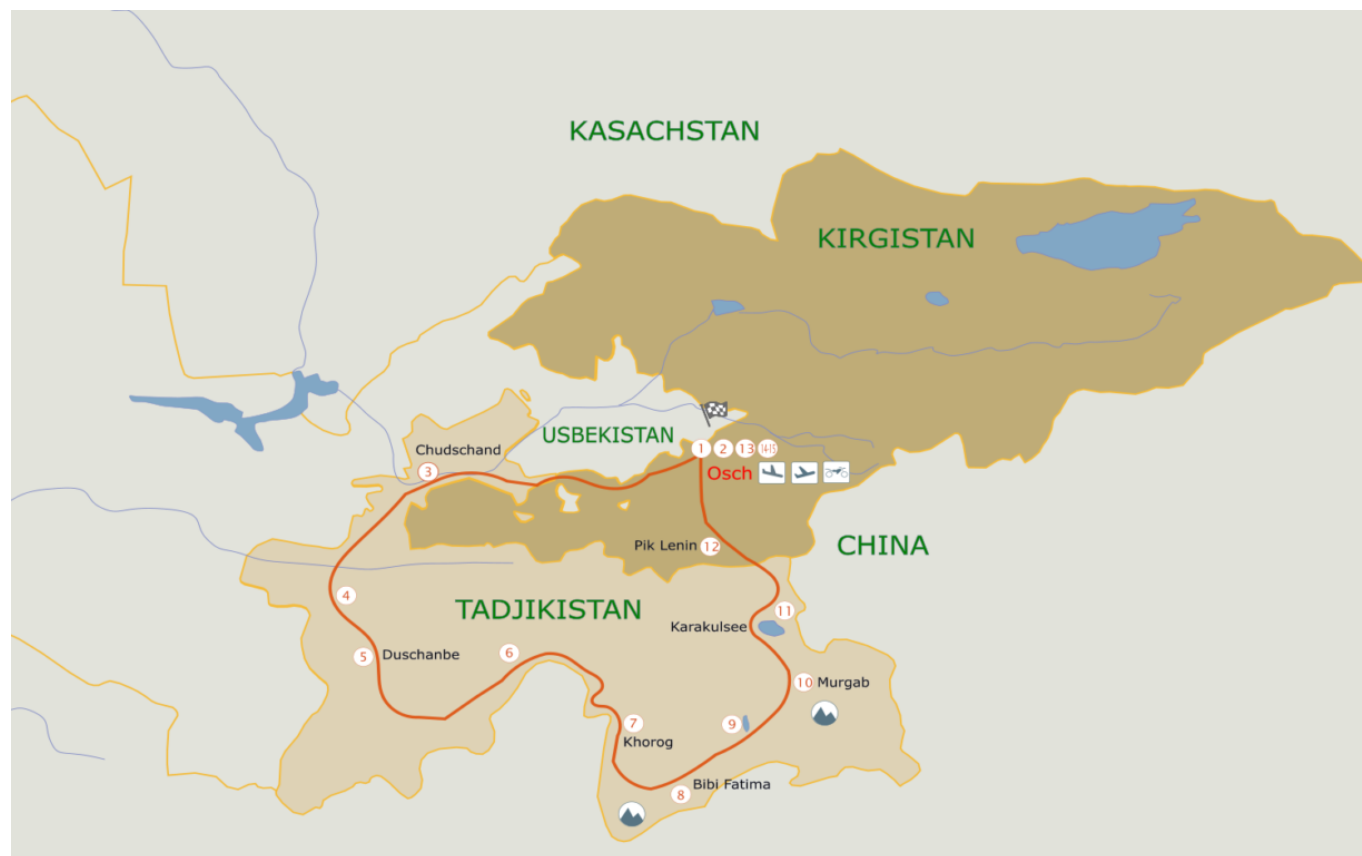 KASACHSTAN
KIRGISTAN
USBEKISTAN
Chudschand
3
1 2 13 14-15
Osch
Pik Lenin 12
CHINA
4
TADJIKISTAN
11
Karakulsee
5 Duschanbe
6
10 Murgab
7
Khorog
9
Bibi Fatima
8